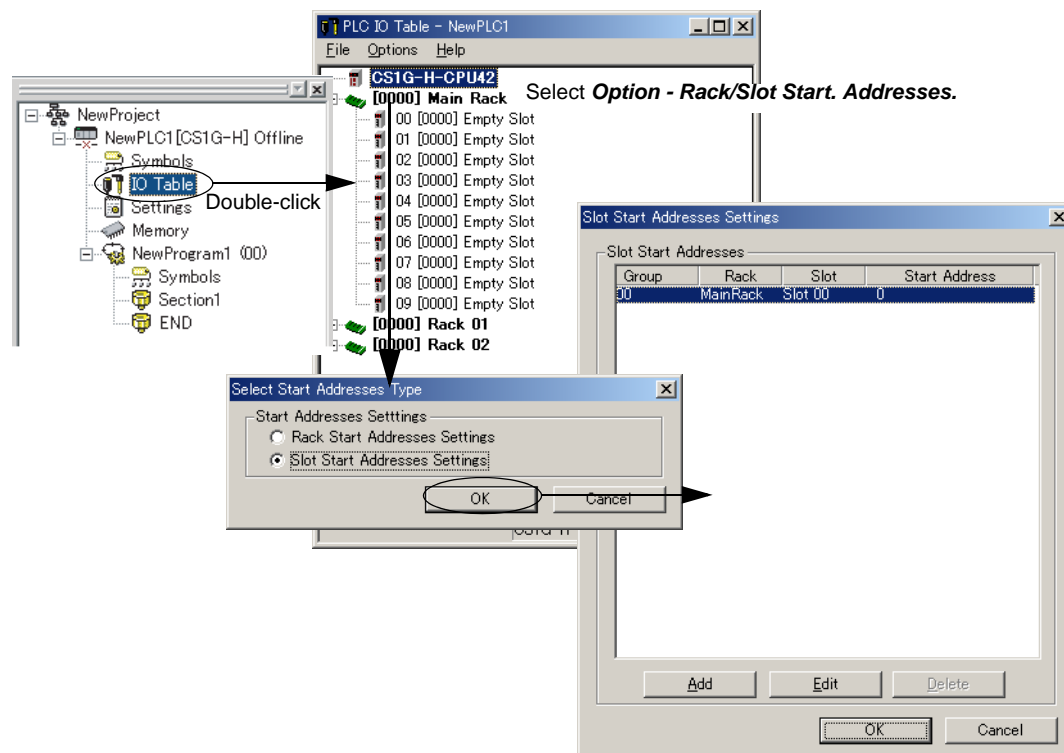 PLC IO Table - NewPLC1
File Options Help
CS1G-H-CPU42
Select Option - Rack/Slot Start. Addresses.
[0000] Main Rack
00 [0000] Empty Slot
01 [0000] Empty Slot
02 [0000] Empty Slot
03 [0000] Empty Slot
04 [0000] Empty Slot
05 [0000] Empty Slot
06 [0000] Empty Slot
07 [0000] Empty Slot
08 [0000] Empty Slot
09 [0000] Empty Slot
[0000] Rack 01
[0000] Rack 02
NewProject
NewPLC1[CS1G-H] Offline
Symbols
IO Table
Double-click
Settings
Memory
NewProgram1 (00)
Symbols
Section1
END
Select Start Addresses Type
Start Addresses Setttings
Rack Start Addresses Settings
Slot Start Addresses Settings
OK Cancel
Slot Start Addresses Settings
Slot Start Addresses
Group Rack Slot Start Address
00 MainRack Slot 00 0
Add Edit Delete
OK Cancel